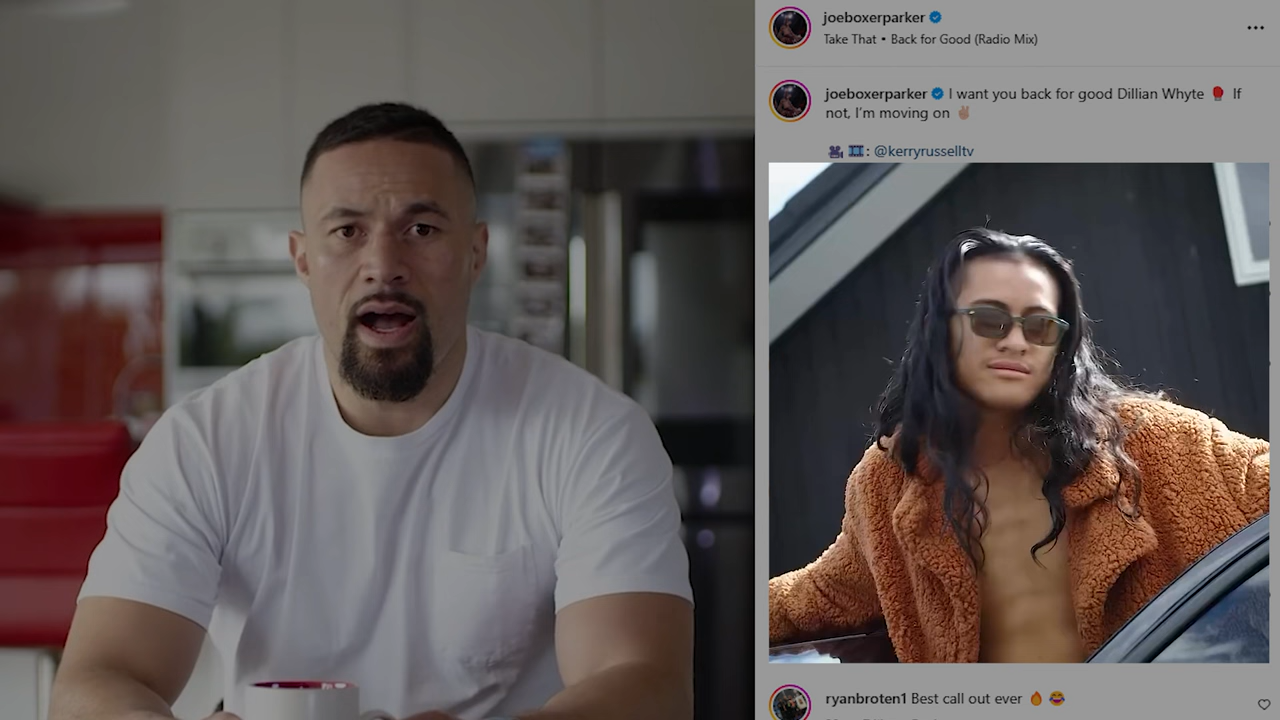 joeboxerparker
Take That • Back for Good (Radio Mix)
joeboxerparker I want you back for good Dillian Whyte 🥊 If
not, I'm moving on ✌🏼
🎥 🎞️: @kerryrusselltv
ryanbroten1 Best call out ever 🔥 😂